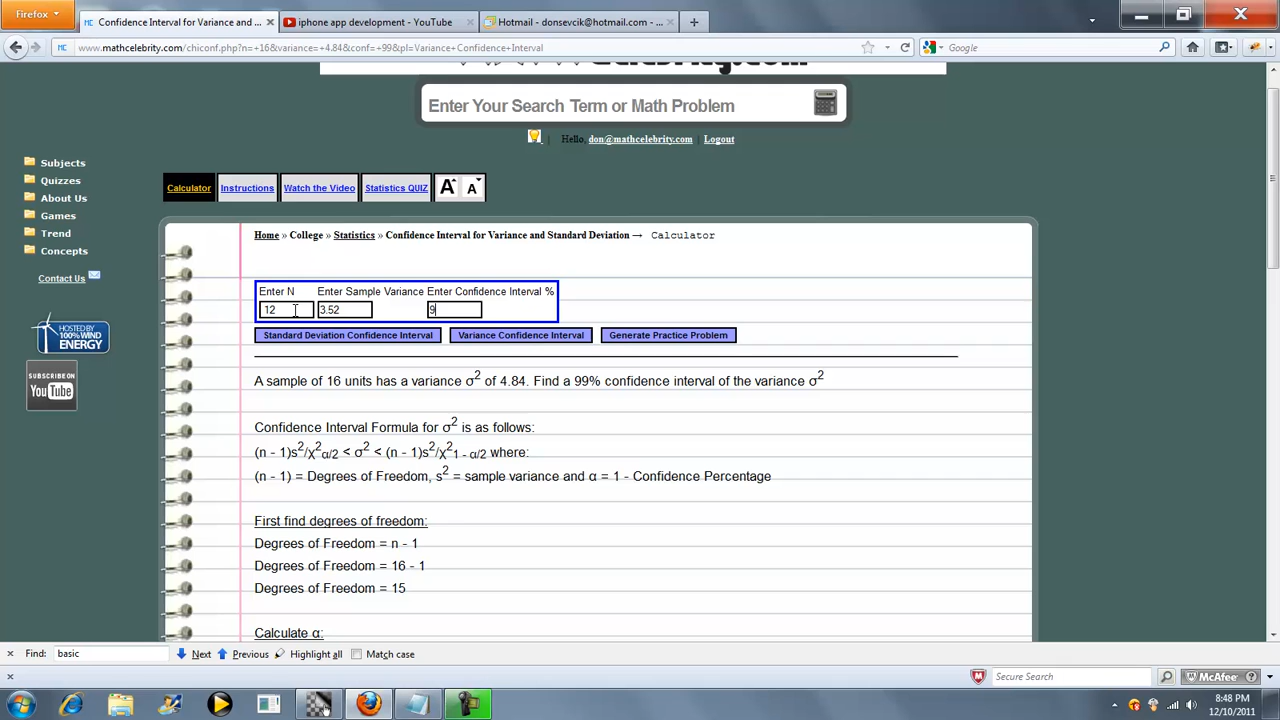 Firefox
Confidence Interval for Variance and ...
iphone app development - YouTube
Hotmail - donsevcik@hotmail.com - ...
www.mathcelebrity.com/chiconf.php?n=+16&variance=+4.84&conf=+99&pl=Variance+Confidence+Interval
Google
Enter Your Search Term or Math Problem
Hello, don@mathcelebrity.com | Logout
Subjects
Quizzes
About Us
Games
Trend
Concepts
Contact Us
HOSTED BY
100% WIND
ENERGY
SUBSCRIBE ON
YouTube
Calculator
Instructions
Watch the Video
Statistics QUIZ
A A
Home » College » Statistics » Confidence Interval for Variance and Standard Deviation → Calculator
Enter N Enter Sample Variance Enter Confidence Interval %
12 3.52 9
Standard Deviation Confidence Interval Variance Confidence Interval Generate Practice Problem
A sample of 16 units has a variance σ² of 4.84. Find a 99% confidence interval of the variance σ²
Confidence Interval Formula for σ² is as follows:
(n - 1)s²/χ²α/2 < σ² < (n - 1)s²/χ²1 - α/2 where:
(n - 1) = Degrees of Freedom, s² = sample variance and α = 1 - Confidence Percentage
First find degrees of freedom:
Degrees of Freedom = n - 1
Degrees of Freedom = 16 - 1
Degrees of Freedom = 15
Calculate α:
× Find: basic Next Previous Highlight all Match case
× Secure Search McAfee
8:48 PM
12/10/2011